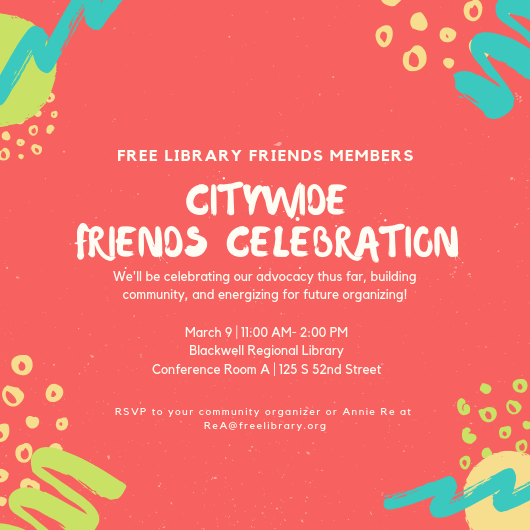 FREE LIBRARY FRIENDS MEMBERS
CITYWIDE
FRIENDS CELEBRATION
We'll be celebrating our advocacy thus far, building
community, and energizing for future organizing!
March 9 | 11:00 AM- 2:00 PM
Blackwell Regional Library
Conference Room A | 125 S 52nd Street
RSVP to your community organizer or Annie Re at
ReA@freelibrary.org